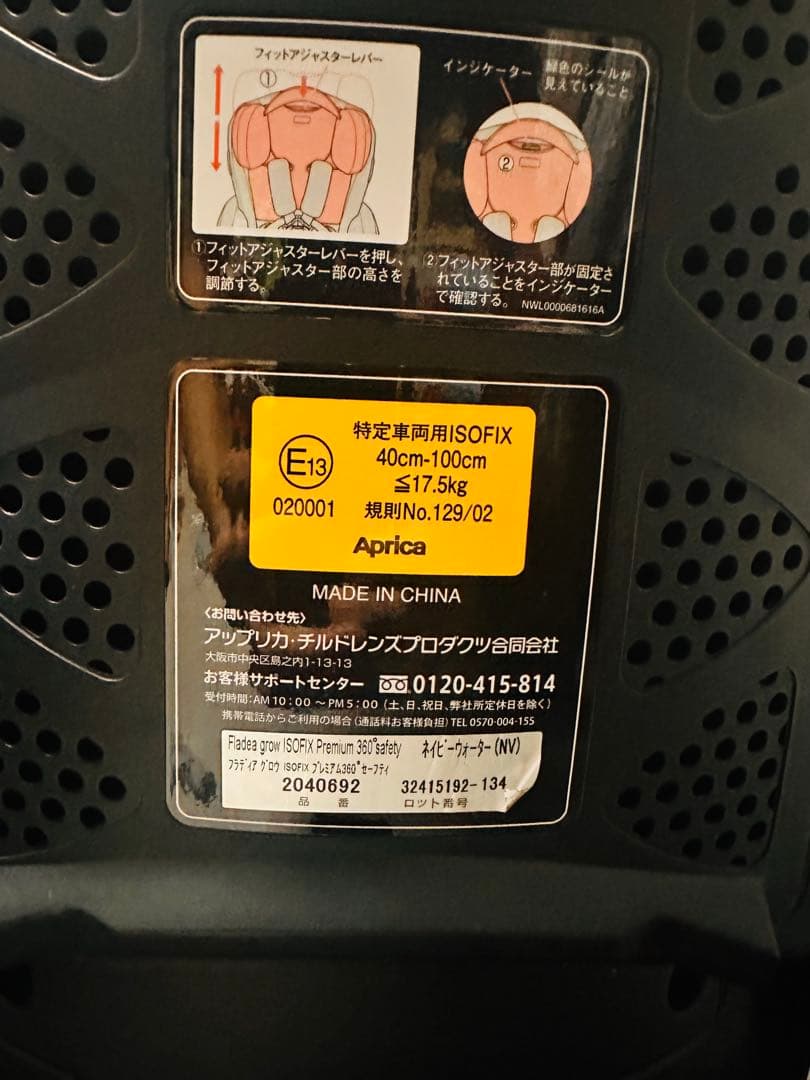 フィットアジャスターレバー
①
インジケーター
緑色のシールが
見えていること。
②
①フィットアジャスターレバーを押し、
フィットアジャスター部の高さを
調節する。
②フィットアジャスター部が固定さ
れていることをインジケーター
で確認する。
NWL0000681616A
特定車両用ISOFIX
40cm-100cm
≦17.5kg
E13
020001 規則No.129/02
Aprica
MADE IN CHINA
〈お問い合わせ先〉
アップリカ・チルドレンズプロダクツ合同会社
大阪市中央区島之内1-13-13
お客様サポートセンター 0120-415-814
受付時間:AM10:00～PM5:00(土、日、祝日、弊社所定休日を除く)
携帯電話からご利用の場合(通話料お客様負担)TEL 0570-004-155
Fladea grow ISOFIX Premium 360°safety ネイビーウォーター(NV)
フラディア グロウ ISOFIX プレミアム360°セーフティ
2040692 32415192-134
品番 ロット番号